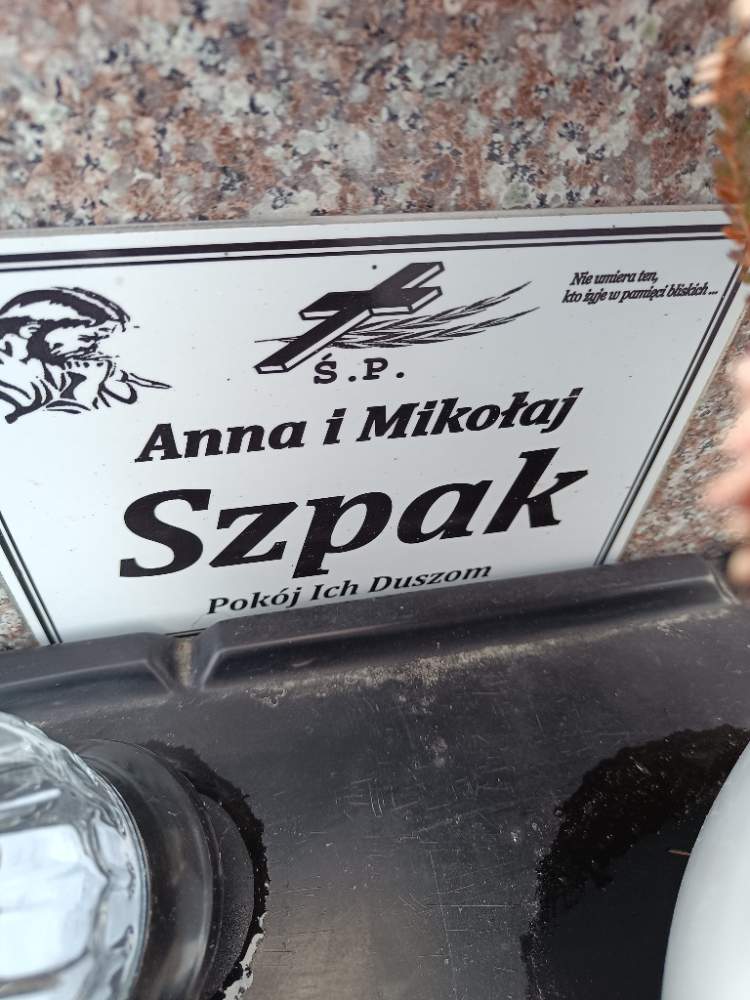 Nie umiera ten,
kto żyje w pamięci bliskich ...
Ś.P.
Anna i Mikołaj
Szpak
Pokój Ich Duszom